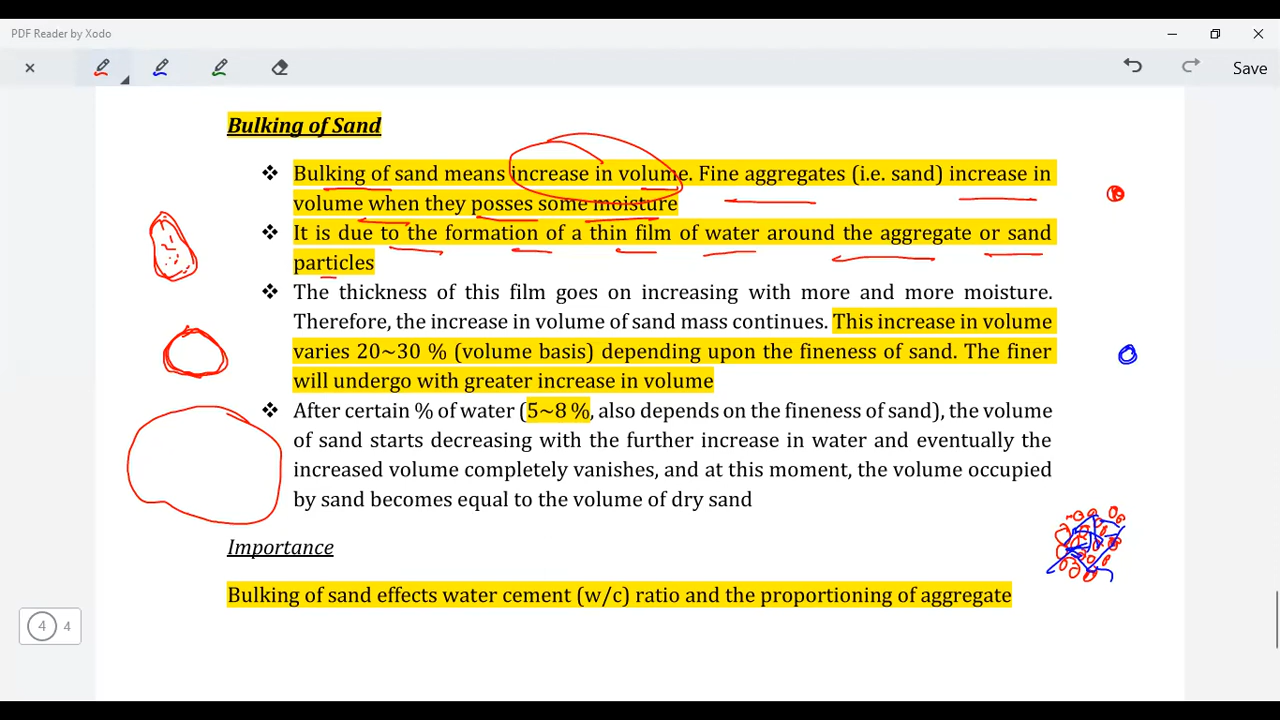 PDF Reader by Xodo
Save
Bulking of Sand
❖ Bulking of sand means increase in volume. Fine aggregates (i.e. sand) increase in
volume when they posses some moisture
❖ It is due to the formation of a thin film of water around the aggregate or sand
particles
❖ The thickness of this film goes on increasing with more and more moisture.
Therefore, the increase in volume of sand mass continues. This increase in volume
varies 20~30 % (volume basis) depending upon the fineness of sand. The finer
will undergo with greater increase in volume
❖ After certain % of water (5~8 %, also depends on the fineness of sand), the volume
of sand starts decreasing with the further increase in water and eventually the
increased volume completely vanishes, and at this moment, the volume occupied
by sand becomes equal to the volume of dry sand
Importance
Bulking of sand effects water cement (w/c) ratio and the proportioning of aggregate
4 4